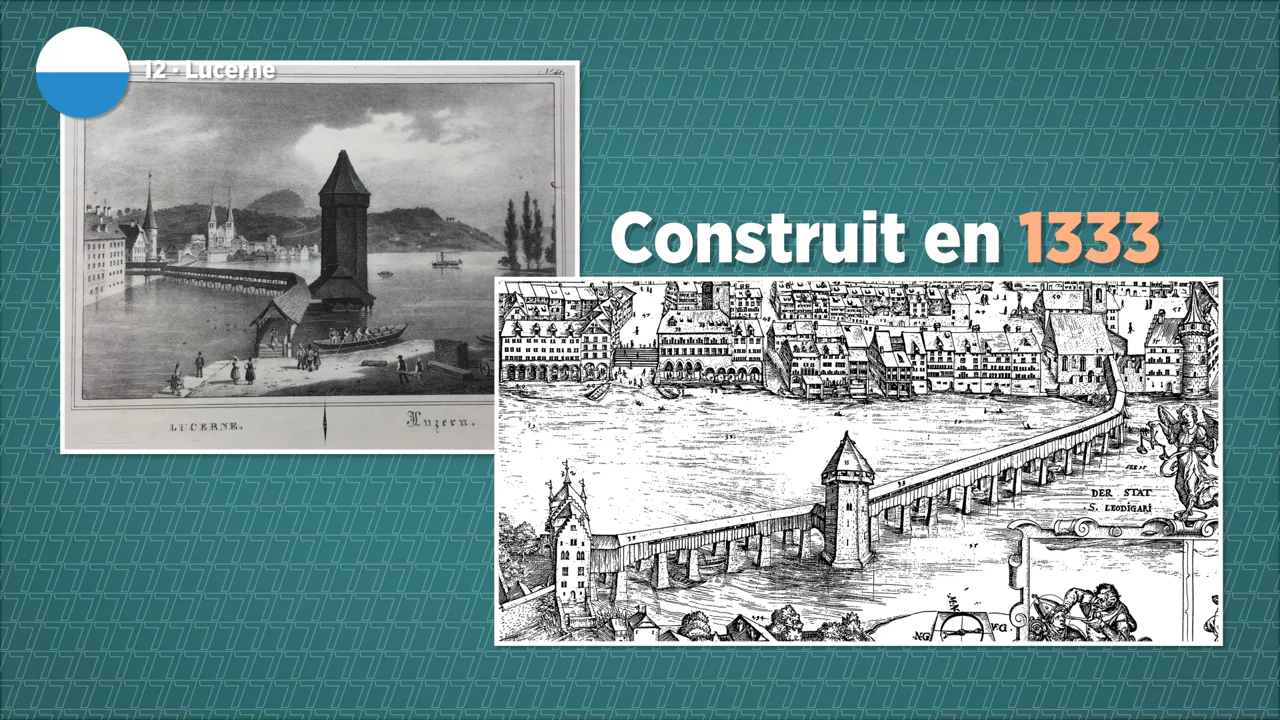 12 · Lucerne
LUCERNE.
Luzern.
Construit en 1333
DER STAT
S. LEODIGARI